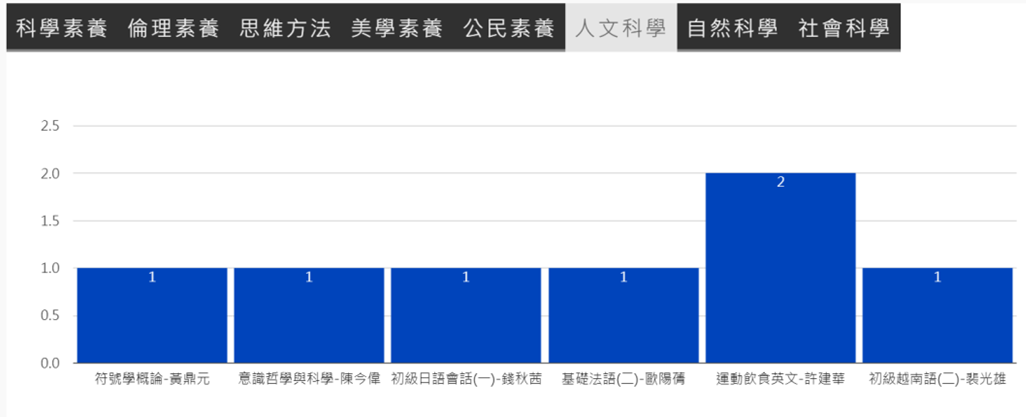 科學素養 倫理素養 思維方法 美學素養 公民素養 人文科學 自然科學 社會科學
2.5
2.0
1.5
1.0
0.5
0.0
1 1 1 1 2 1
符號學概論-黃鼎元 意識哲學與科學-陳今偉 初級日語會話(一)-錢秋茜 基礎法語(二)-歐陽蒨 運動飲食英文-許建華 初級越南語(二)-裴光雄